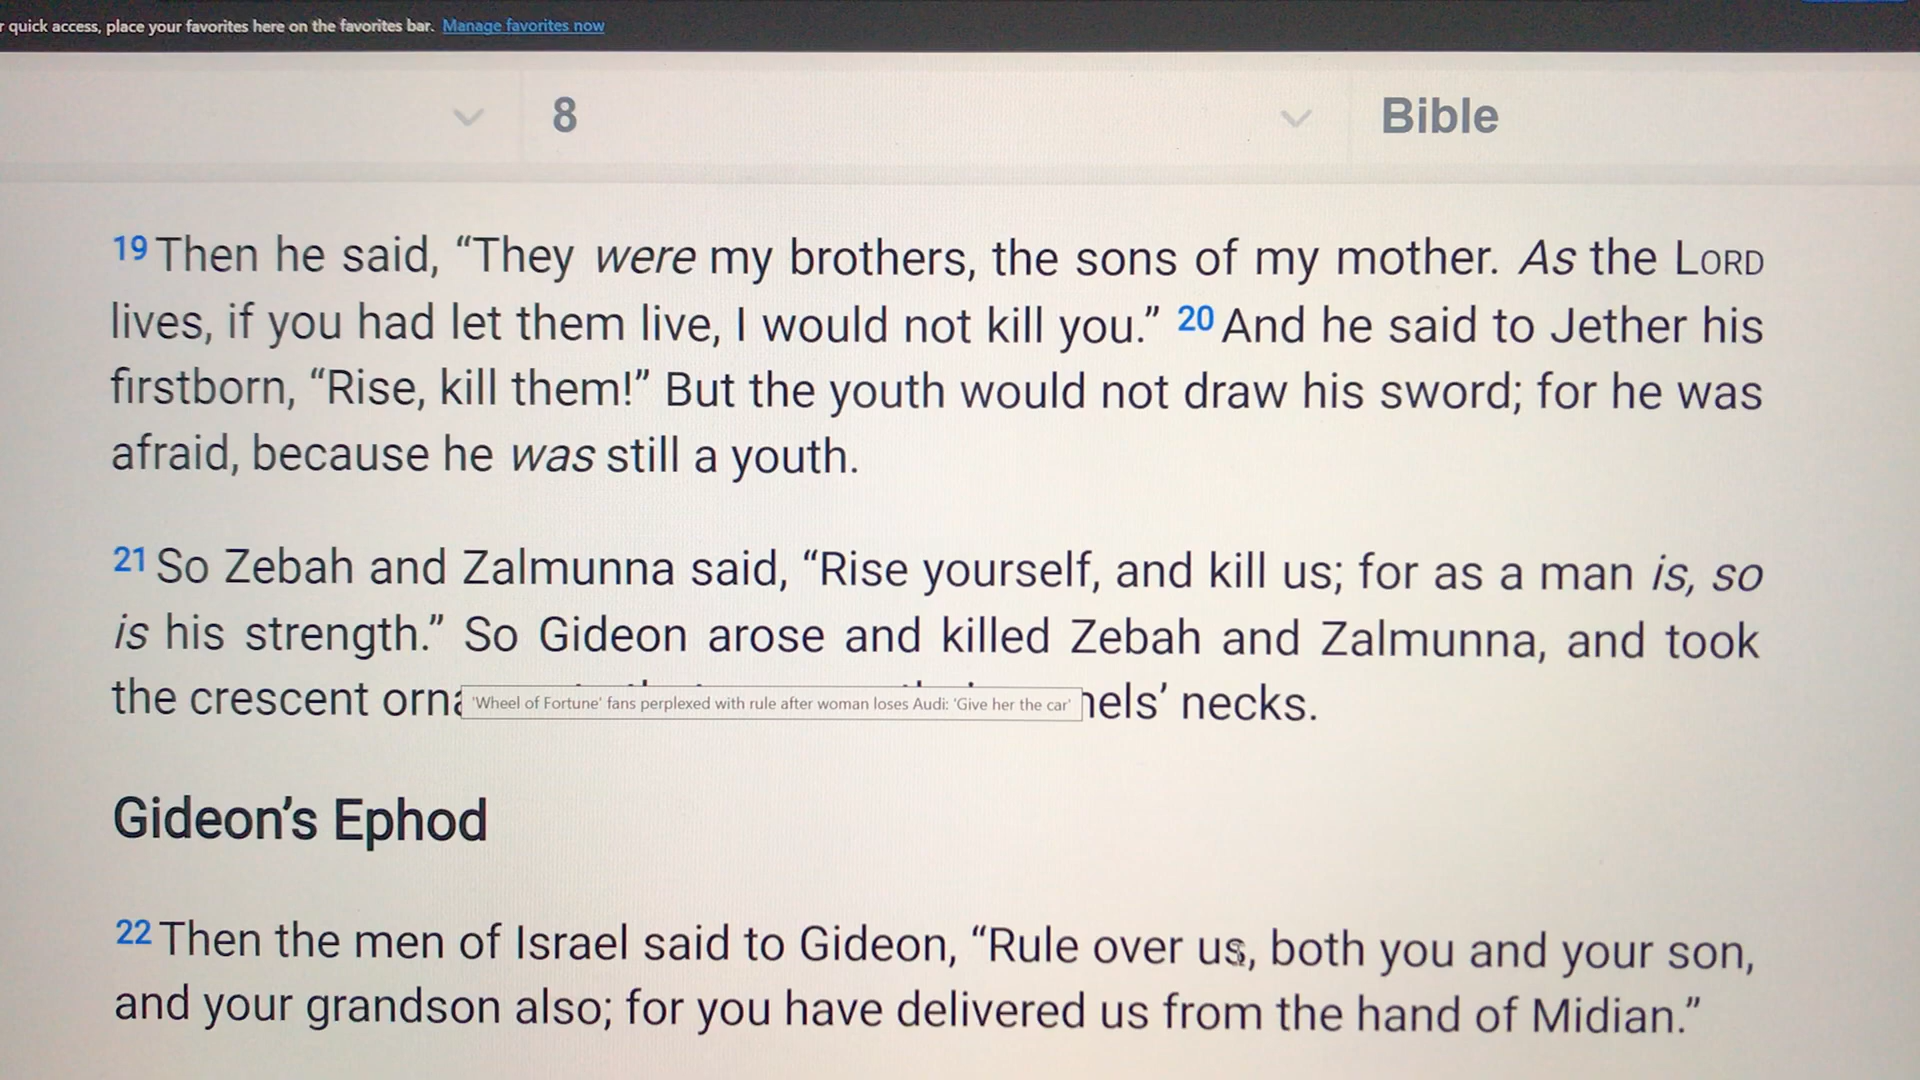 r quick access, place your favorites here on the favorites bar. Manage favorites now
8 Bible
19 Then he said, “They were my brothers, the sons of my mother. As the LORD
lives, if you had let them live, I would not kill you.” 20 And he said to Jether his
firstborn, “Rise, kill them!” But the youth would not draw his sword; for he was
afraid, because he was still a youth.
21 So Zebah and Zalmunna said, “Rise yourself, and kill us; for as a man is, so
is his strength.” So Gideon arose and killed Zebah and Zalmunna, and took
the crescent orna 'Wheel of Fortune' fans perplexed with rule after woman loses Audi: 'Give her the car' nels’ necks.
Gideon’s Ephod
22 Then the men of Israel said to Gideon, “Rule over us, both you and your son,
and your grandson also; for you have delivered us from the hand of Midian.”